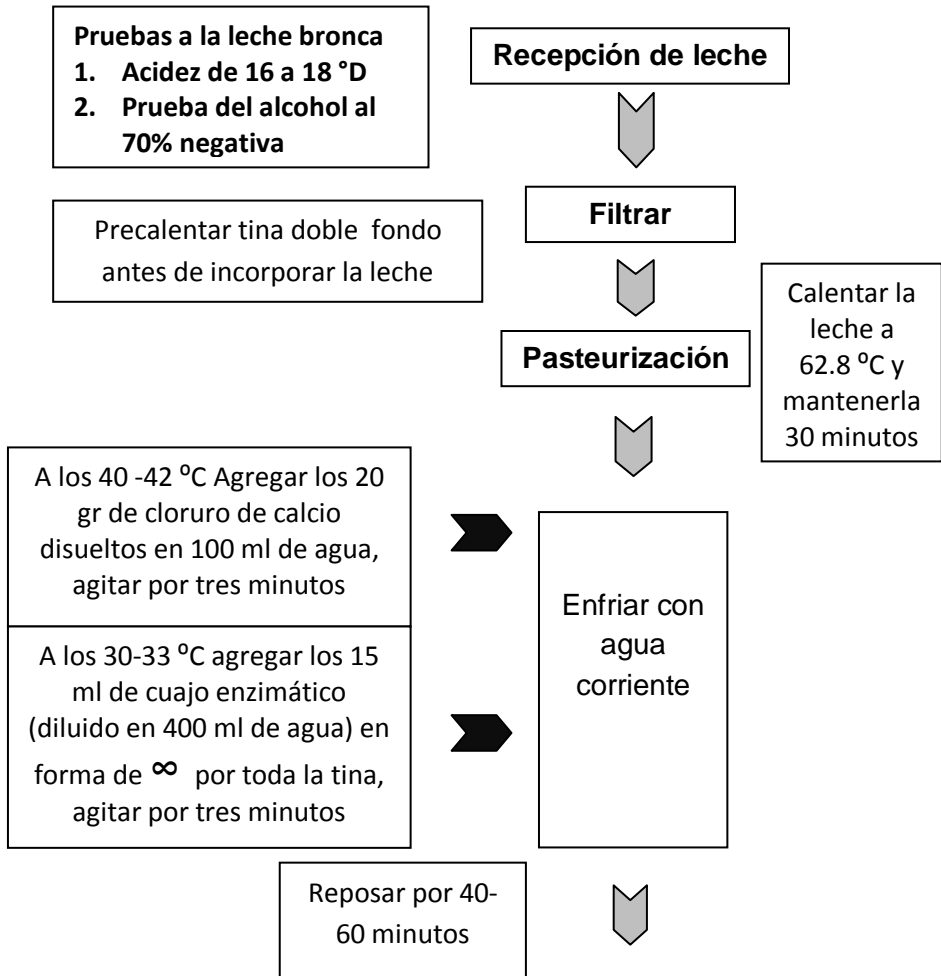 Pruebas a la leche bronca
1. Acidez de 16 a 18 °D
2. Prueba del alcohol al
70% negativa
Recepción de leche
Filtrar
Precalentar tina doble fondo
antes de incorporar la leche
Pasteurización
Calentar la
leche a
62.8 ⁰C y
mantenerla
30 minutos
A los 40 -42 ⁰C Agregar los 20
gr de cloruro de calcio
disueltos en 100 ml de agua,
agitar por tres minutos
Enfriar con
agua
corriente
A los 30-33 ⁰C agregar los 15
ml de cuajo enzimático
(diluido en 400 ml de agua) en
forma de ∞ por toda la tina,
agitar por tres minutos
Reposar por 40-
60 minutos